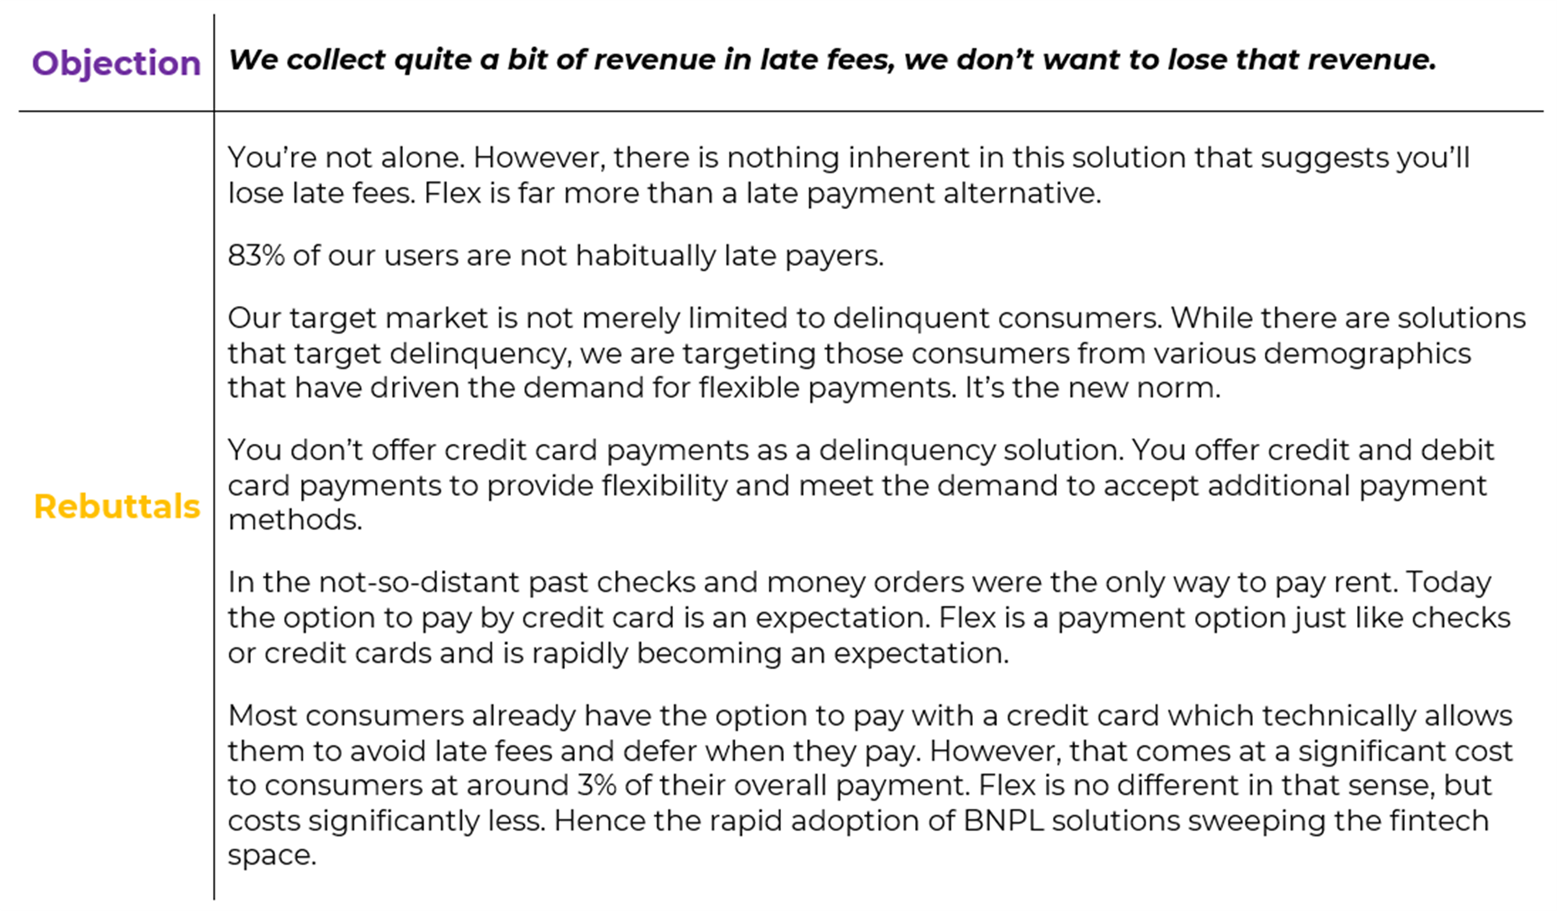 Objection
We collect quite a bit of revenue in late fees, we don’t want to lose that revenue.
Rebuttals
You’re not alone. However, there is nothing inherent in this solution that suggests you’ll
lose late fees. Flex is far more than a late payment alternative.
83% of our users are not habitually late payers.
Our target market is not merely limited to delinquent consumers. While there are solutions
that target delinquency, we are targeting those consumers from various demographics
that have driven the demand for flexible payments. It’s the new norm.
You don’t offer credit card payments as a delinquency solution. You offer credit and debit
card payments to provide flexibility and meet the demand to accept additional payment
methods.
In the not-so-distant past checks and money orders were the only way to pay rent. Today
the option to pay by credit card is an expectation. Flex is a payment option just like checks
or credit cards and is rapidly becoming an expectation.
Most consumers already have the option to pay with a credit card which technically allows
them to avoid late fees and defer when they pay. However, that comes at a significant cost
to consumers at around 3% of their overall payment. Flex is no different in that sense, but
costs significantly less. Hence the rapid adoption of BNPL solutions sweeping the fintech
space.